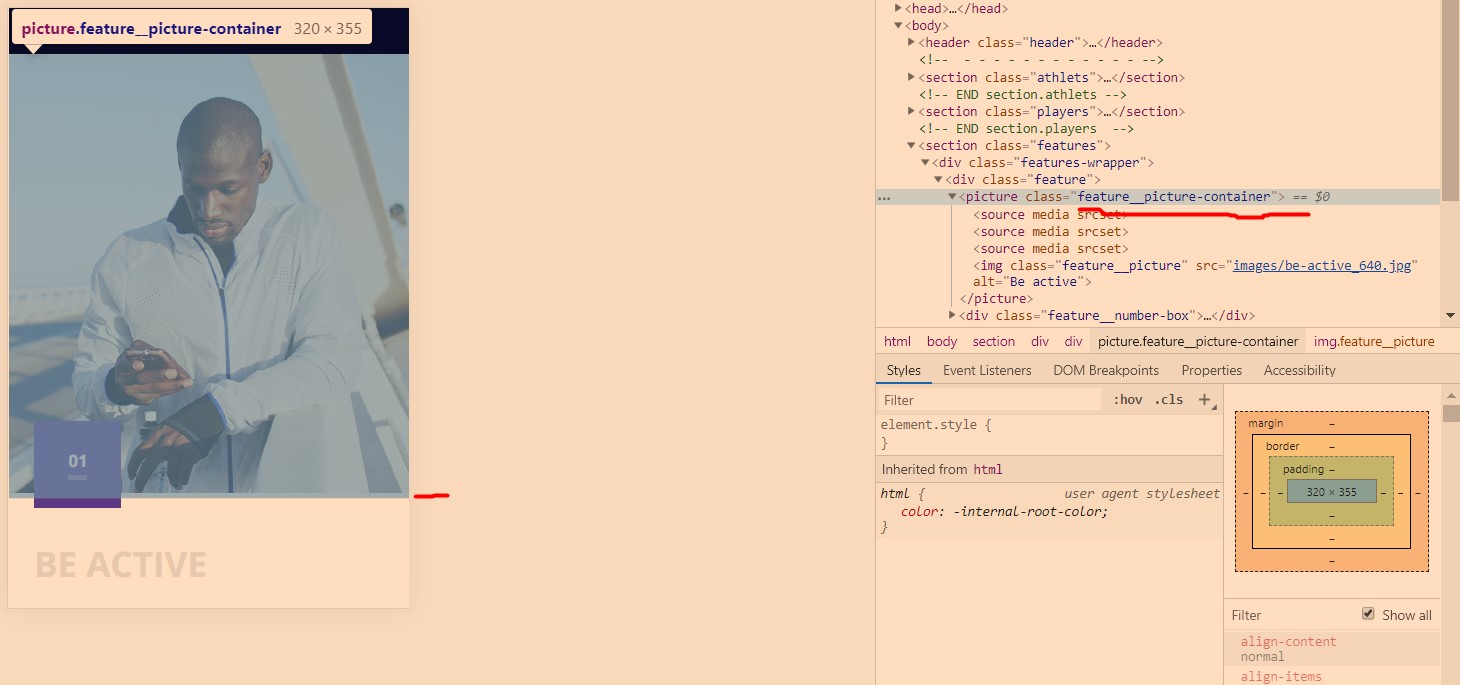 picture.feature__picture-container 320 × 355
01
BE ACTIVE
<head>…</head>
<body>
<header class="header">…</header>
<!-- - - - - - - - - - - - - - -->
<section class="athlets">…</section>
<!-- END section.athlets -->
<section class="players">…</section>
<!-- END section.players -->
<section class="features">
<div class="features-wrapper">
<div class="feature">
… <picture class="feature__picture-container"> == $0
<source media srcset>
<source media srcset>
<source media srcset>
<img class="feature__picture" src="images/be-active_640.jpg"
alt="Be active">
</picture>
<div class="feature__number-box">…</div>
html body section div div picture.feature__picture-container img.feature__picture
Styles Event Listeners DOM Breakpoints Properties Accessibility
Filter :hov .cls +
element.style {
}
Inherited from html
html { user agent stylesheet
color: -internal-root-color;
}
margin –
border –
padding –
– – – 320 × 355 – – –
–
–
–
Filter Show all
align-content
normal
align-items